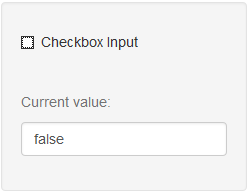 Checkbox Input
Current value:
false